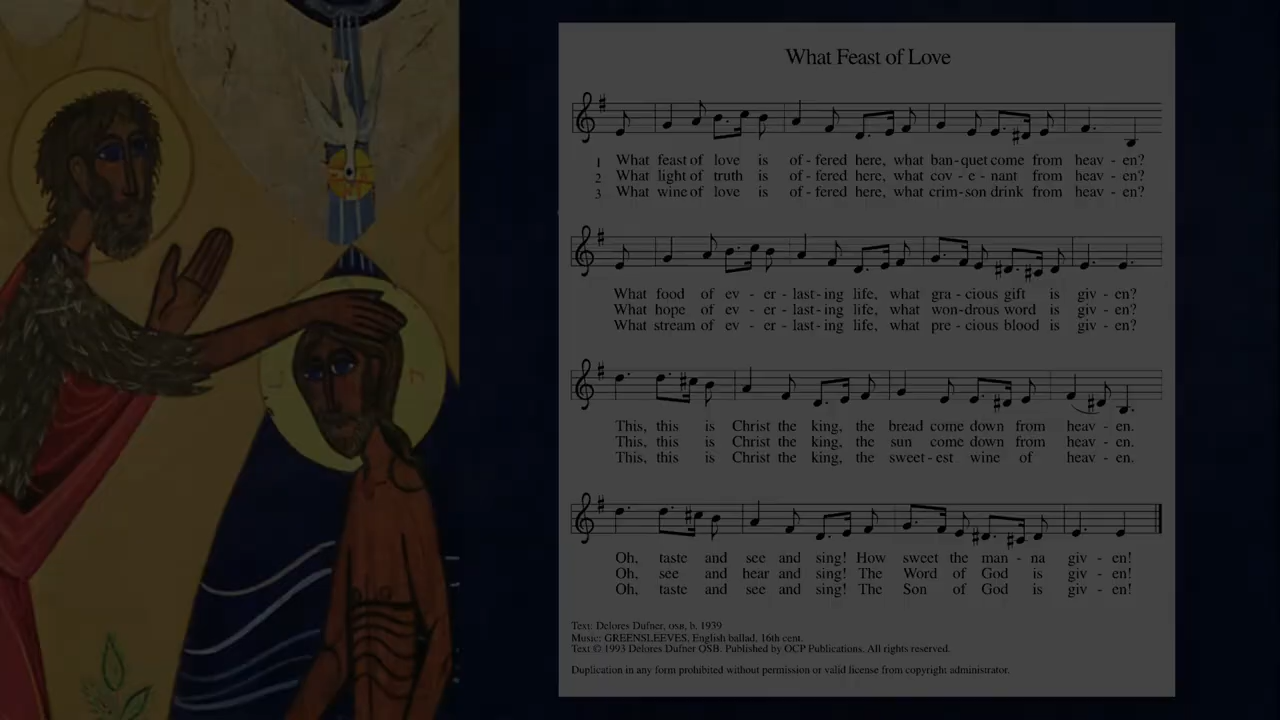 What Feast of Love
1 What feast of love is of - fered here, what ban - quet come from heav - en?
2 What light of truth is of - fered here, what cov - e - nant from heav - en?
3 What wine of love is of - fered here, what crim - son drink from heav - en?
What food of ev - er - last - ing life, what gra - cious gift is giv - en?
What hope of ev - er - last - ing life, what won - drous word is giv - en?
What stream of ev - er - last - ing life, what pre - cious blood is giv - en?
This, this is Christ the king, the bread come down from heav - en.
This, this is Christ the king, the sun come down from heav - en.
This, this is Christ the king, the sweet - est wine of heav - en.
Oh, taste and see and sing! How sweet the man - na giv - en!
Oh, see and hear and sing! The Word of God is giv - en!
Oh, taste and see and sing! The Son of God is giv - en!
Text: Delores Dufner, OSB, b. 1939
Music: GREENSLEEVES, English ballad, 16th cent.
Text © 1993 Delores Dufner OSB. Published by OCP Publications. All rights reserved.
Duplication in any form prohibited without permission or valid license from copyright administrator.